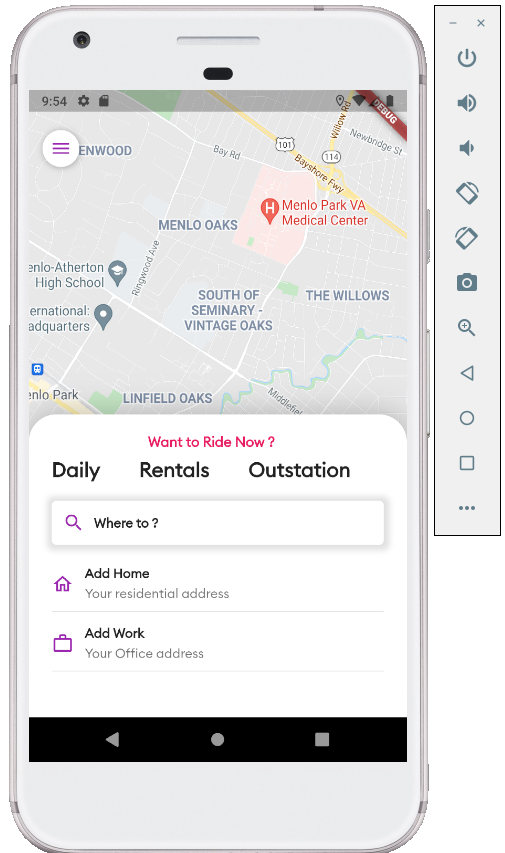 9:54
DEBUG
Willow Rd
Newbridge St
ENWOOD
Bay Rd
101
114
Bayshore Fwy
Menlo Park VA
Medical Center
H
MENLO OAKS
Ringwood Ave
enlo-Atherton
High School
SOUTH OF
SEMINARY -
VINTAGE OAKS
THE WILLOWS
ernational:
adquarters
enlo Park
LINFIELD OAKS
Middlefield
Want to Ride Now ?
Daily Rentals Outstation
Where to ?
Add Home
Your residential address
Add Work
Your Office address